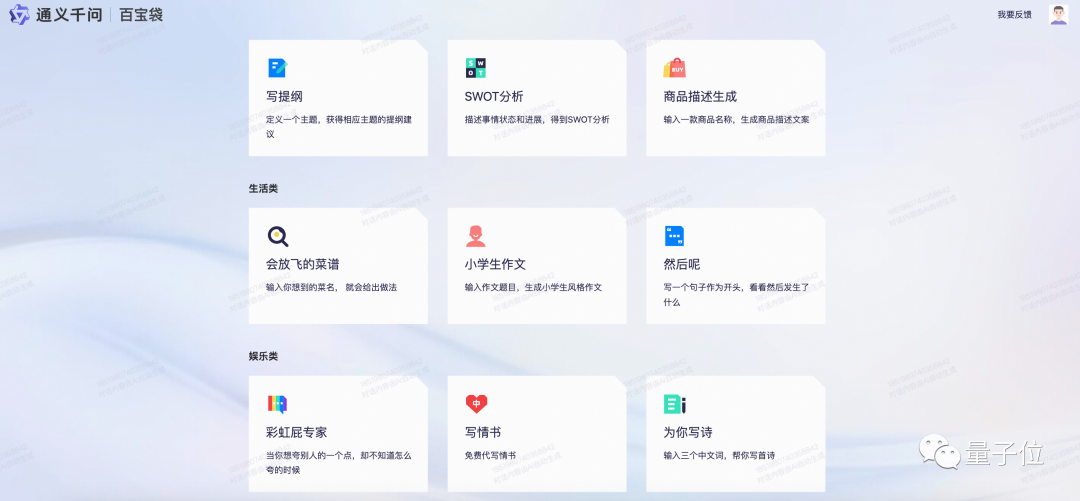 通义千问 百宝袋
我要反馈
写提纲
定义一个主题，获得相应主题的提纲建
议
SWOT分析
描述事情状态和进展，得到SWOT分析
BUY
商品描述生成
输入一款商品名称，生成商品描述文案
生活类
会放飞的菜谱
输入你想到的菜名， 就会给出做法
小学生作文
输入作文题目，生成小学生风格作文
然后呢
写一个句子作为开头，看看然后发生了
什么
娱乐类
彩虹屁专家
当你想夸别人的一个点，却不知道怎么
夸的时候
中
写情书
免费代写情书
为你写诗
输入三个中文词，帮你写首诗
量子位